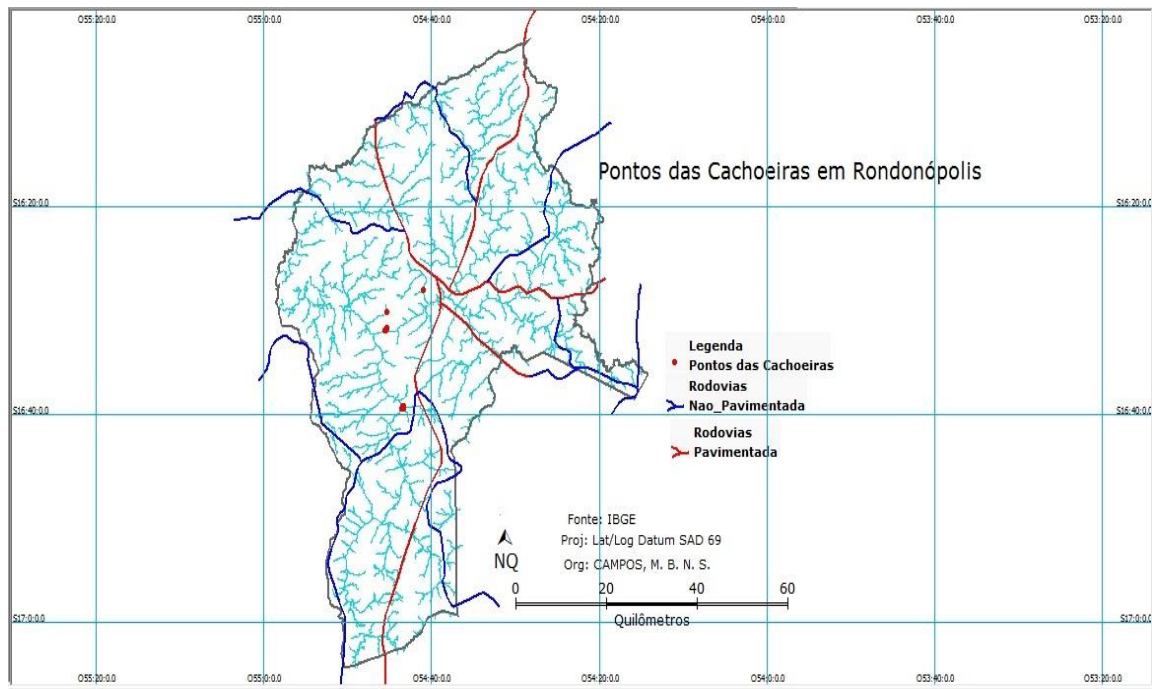 O55:20:0.0 O55:0:0.0 O54:40:0.0 O54:20:0.0 O54:0:0.0 O53:40:0.0 O53:20:0.0
Pontos das Cachoeiras em Rondonópolis
S16:20:0.0 S16:20:0.0
Legenda
Pontos das Cachoeiras
Rodovias
Nao_Pavimentada
S16:40:0.0 S16:40:0.0
Rodovias
Pavimentada
Fonte: IBGE
Proj: Lat/Log Datum SAD 69
NQ
Org: CAMPOS, M. B. N. S.
0 20 40 60
Quilômetros
S17:0:0.0 S17:0:0.0
O55:20:0.0 O55:0:0.0 O54:40:0.0 O54:20:0.0 O54:0:0.0 O53:40:0.0 O53:20:0.0